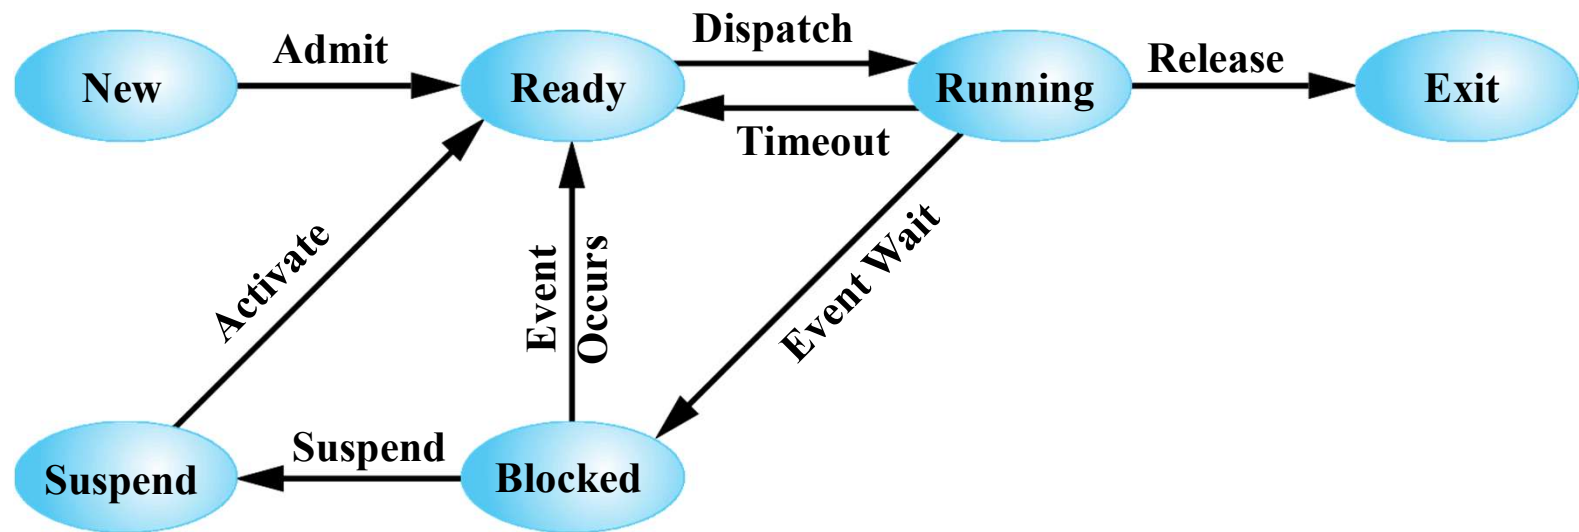 Dispatch
Admit
Release
New
Ready
Running
Exit
Timeout
Activate
Event
Occurs
Event Wait
Suspend
Suspend
Blocked